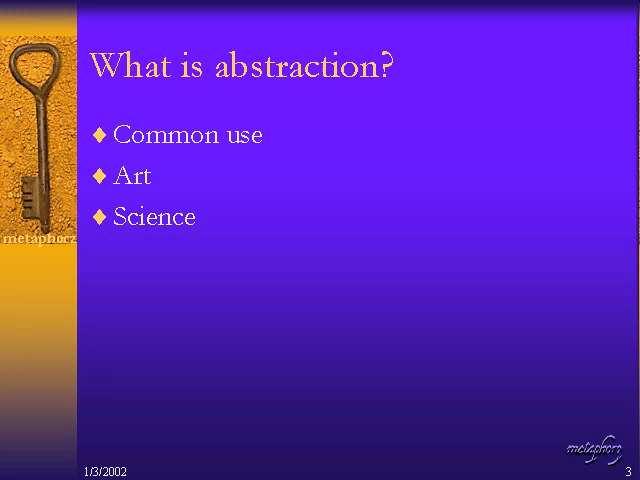 What is abstraction?
Common use
Art
Science
metaphorz
metaphorz
1/3/2002
3